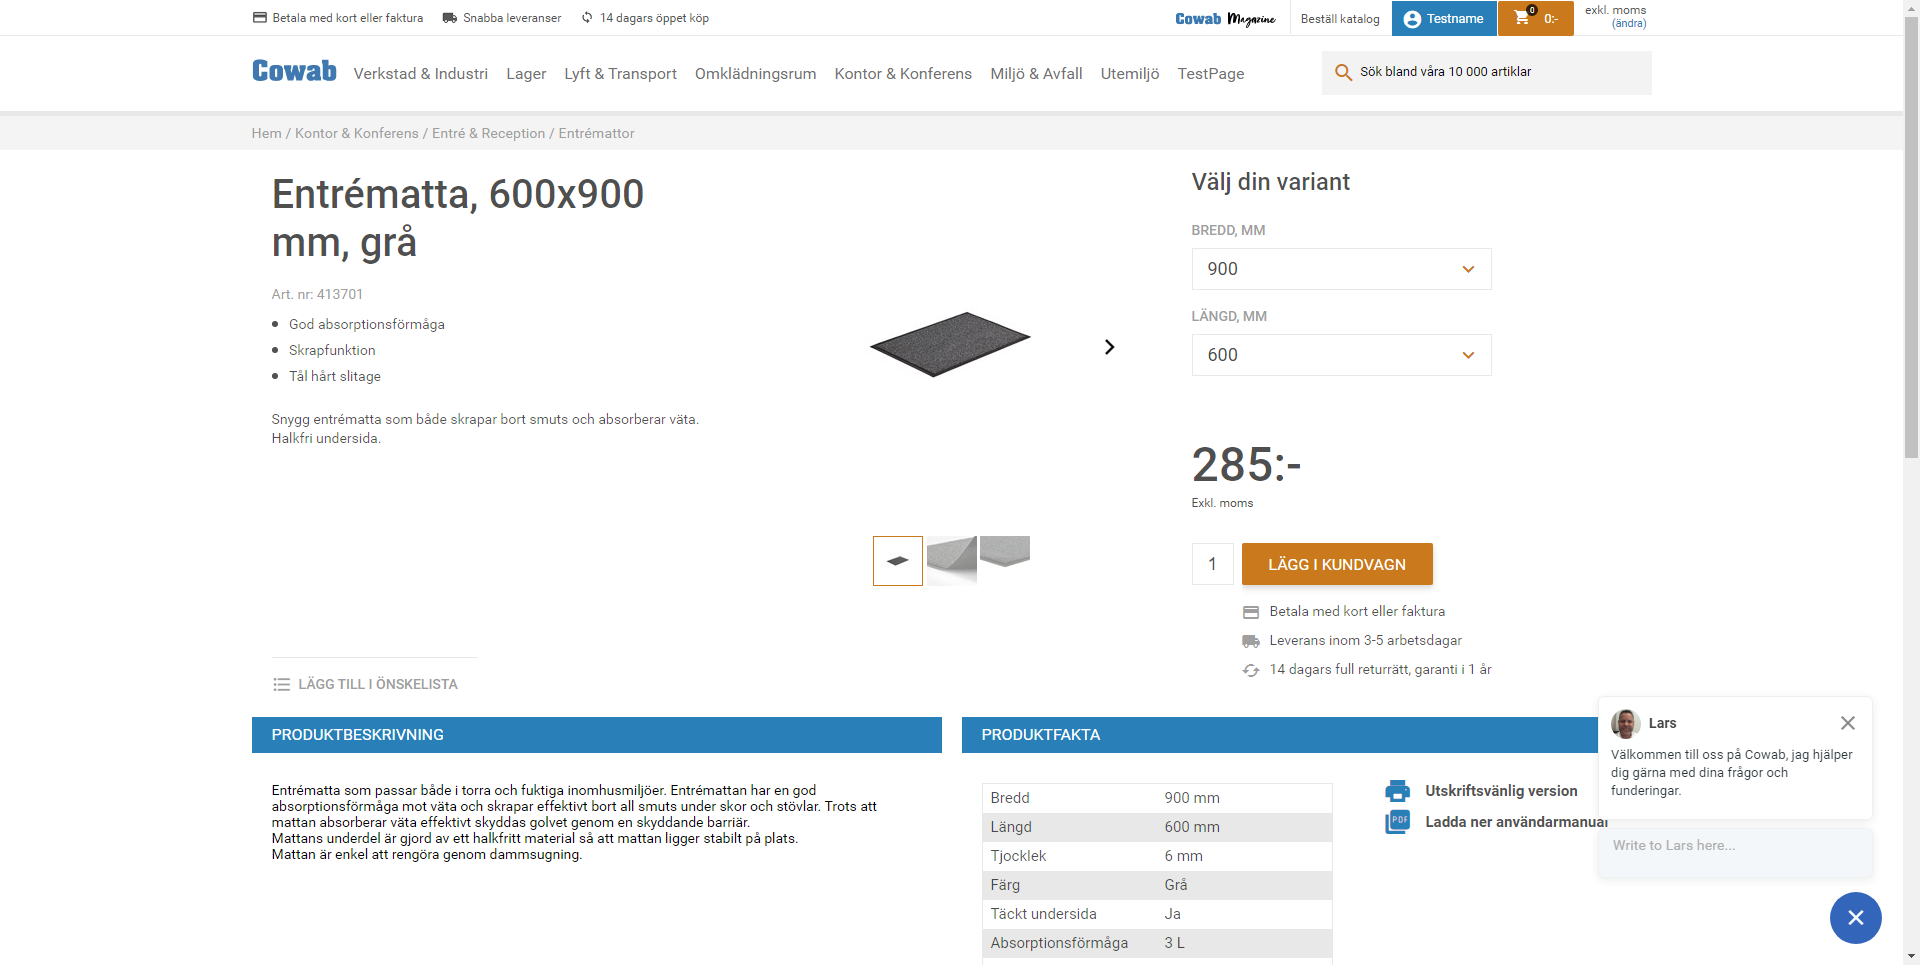 Betala med kort eller faktura
Snabba leveranser
14 dagars öppet köp
Cowab Magazine
Beställ katalog
Testname
0
0:-
exkl. moms
(ändra)
Cowab
Verkstad & Industri
Lager
Lyft & Transport
Omklädningsrum
Kontor & Konferens
Miljö & Avfall
Utemiljö
TestPage
Sök bland våra 10 000 artiklar
Hem / Kontor & Konferens / Entré & Reception / Entrémattor
Entrématta, 600x900
mm, grå
Art. nr: 413701
God absorptionsförmåga
Skrapfunktion
Tål hårt slitage
Snygg entrématta som både skrapar bort smuts och absorberar väta.
Halkfri undersida.
LÄGG TILL I ÖNSKELISTA
Välj din variant
BREDD, MM
900
LÄNGD, MM
600
285:-
Exkl. moms
1
LÄGG I KUNDVAGN
Betala med kort eller faktura
Leverans inom 3-5 arbetsdagar
14 dagars full returrätt, garanti i 1 år
PRODUKTBESKRIVNING
Entrématta som passar både i torra och fuktiga inomhusmiljöer. Entrémattan har en god
absorptionsförmåga mot väta och skrapar effektivt bort all smuts under skor och stövlar. Trots att
mattan absorberar väta effektivt skyddas golvet genom en skyddande barriär.
Mattans underdel är gjord av ett halkfritt material så att mattan ligger stabilt på plats.
Mattan är enkel att rengöra genom dammsugning.
PRODUKTFAKTA
Bredd 900 mm
Längd 600 mm
Tjocklek 6 mm
Färg Grå
Täckt undersida Ja
Absorptionsförmåga 3 L
Utskriftsvänlig version
PDF
Ladda ner användarmanual
Lars
Välkommen till oss på Cowab, jag hjälper
dig gärna med dina frågor och
funderingar.
Write to Lars here...